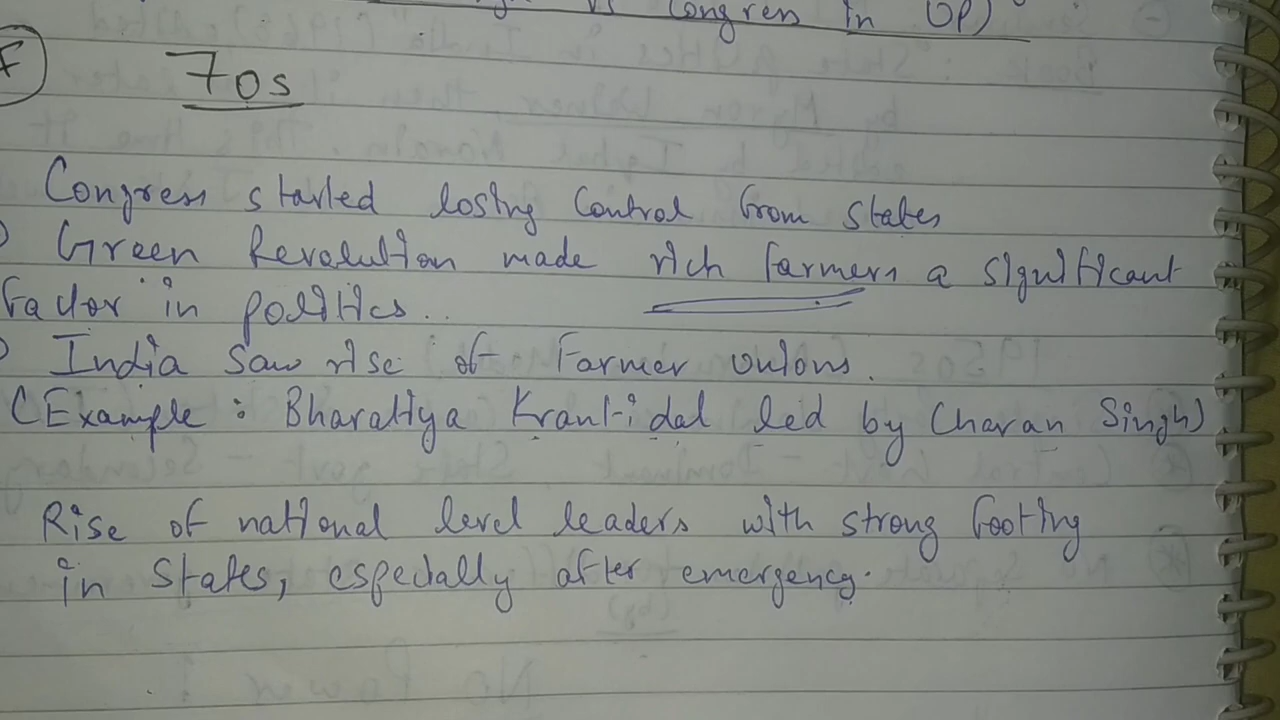 vs Congress in UP)
F
70s
Congress started losing control from states
Green Revolution made rich farmers a significant
factor in politics..
India saw rise of Farmer unions.
(Example : Bharatiya Kranti dal led by Charan Singh)
Rise of national level leaders with strong footing
in states, especially after emergency.